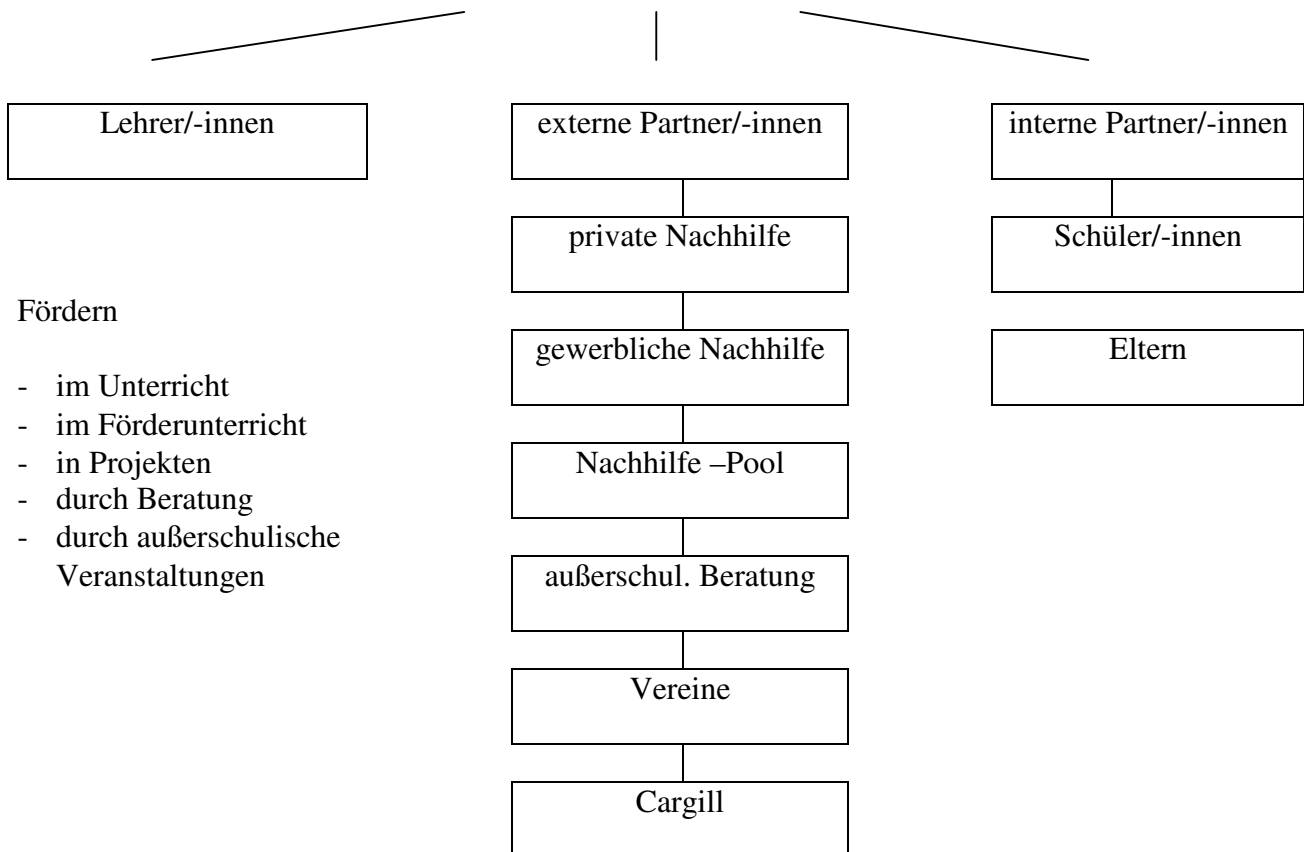 Lehrer/-innen
externe Partner/-innen
interne Partner/-innen
private Nachhilfe
Schüler/-innen
Fördern
gewerbliche Nachhilfe
Eltern
- im Unterricht
- im Förderunterricht
- in Projekten
- durch Beratung
- durch außerschulische
Veranstaltungen
Nachhilfe –Pool
außerschul. Beratung
Vereine
Cargill